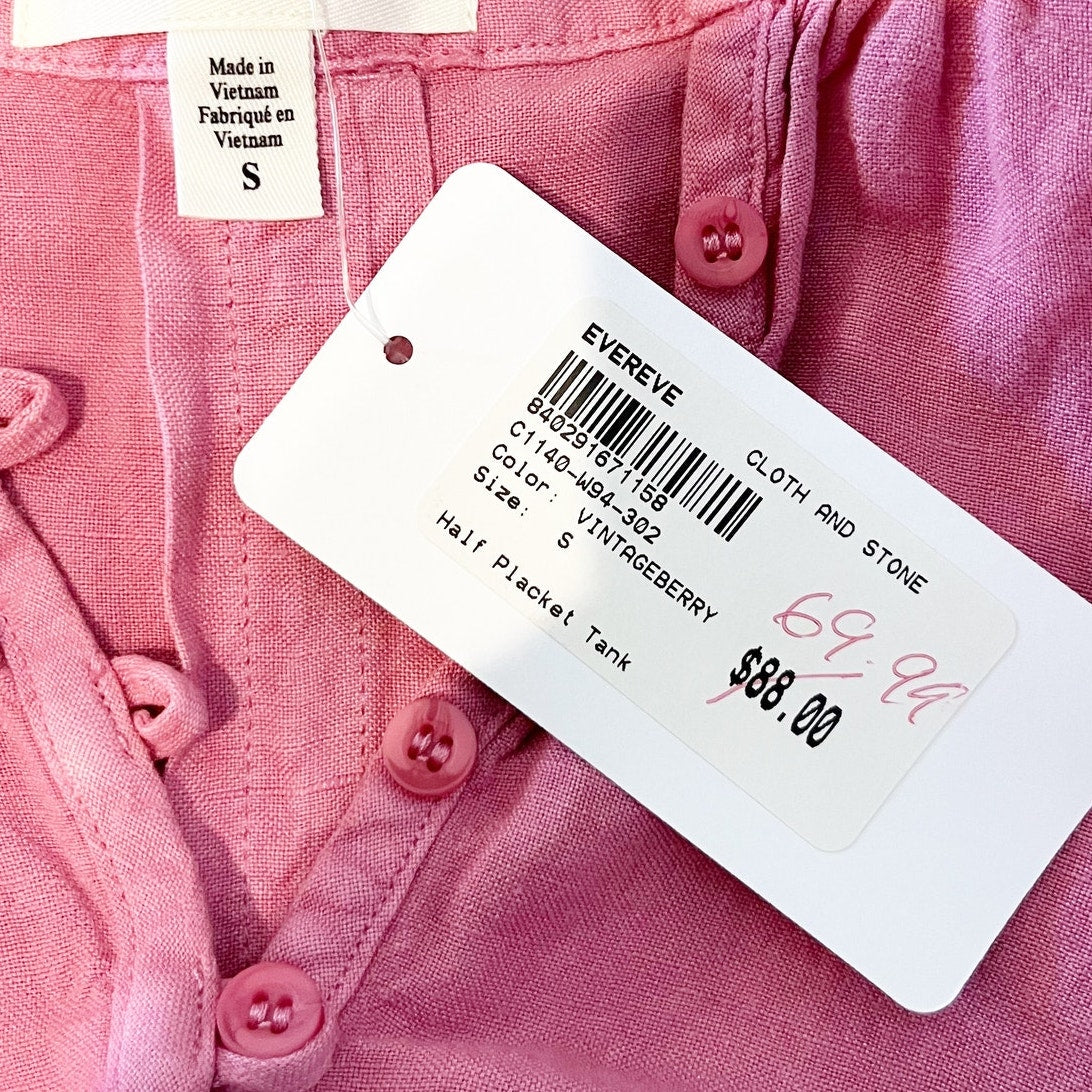 Made in
Vietnam
Fabriqué en
Vietnam
S
EVEREVE
CLOTH AND STONE
840291671158
C1140-W94-302
Color: VINTAGEBERRY
Size: S
Half Placket Tank
69.99
$88.00